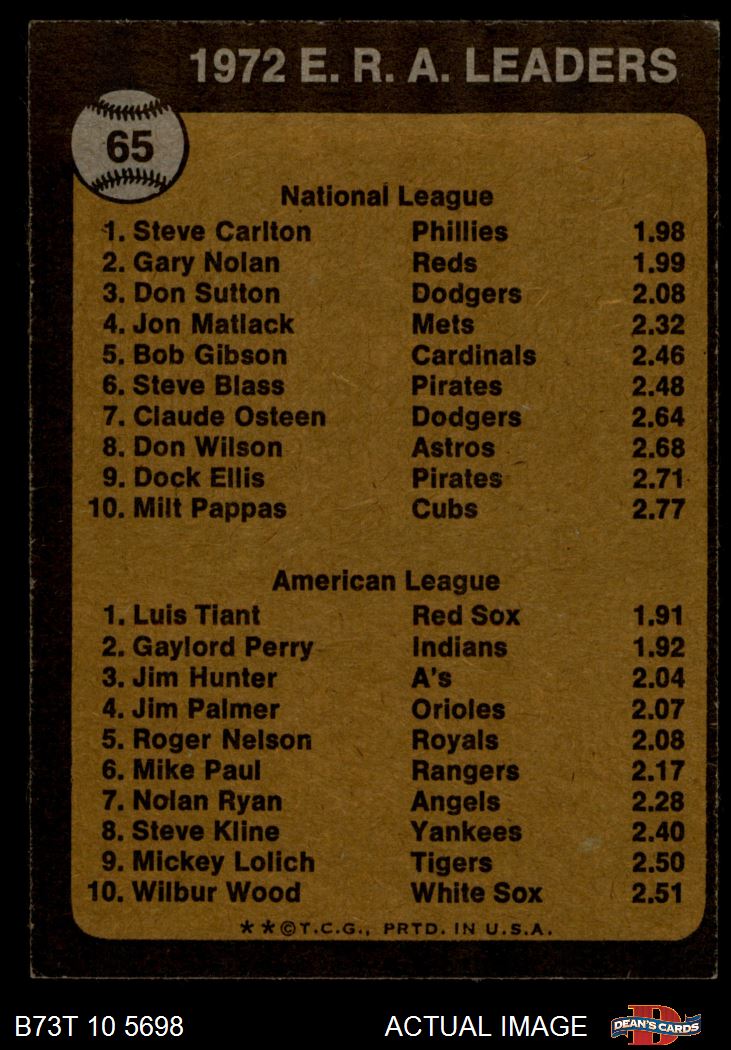 1972 E. R. A. LEADERS
65
National League
1. Steve Carlton Phillies 1.98
2. Gary Nolan Reds 1.99
3. Don Sutton Dodgers 2.08
4. Jon Matlack Mets 2.32
5. Bob Gibson Cardinals 2.46
6. Steve Blass Pirates 2.48
7. Claude Osteen Dodgers 2.64
8. Don Wilson Astros 2.68
9. Dock Ellis Pirates 2.71
10. Milt Pappas Cubs 2.77
American League
1. Luis Tiant Red Sox 1.91
2. Gaylord Perry Indians 1.92
3. Jim Hunter A's 2.04
4. Jim Palmer Orioles 2.07
5. Roger Nelson Royals 2.08
6. Mike Paul Rangers 2.17
7. Nolan Ryan Angels 2.28
8. Steve Kline Yankees 2.40
9. Mickey Lolich Tigers 2.50
10. Wilbur Wood White Sox 2.51
**©T.C.G., PRTD. IN U.S.A.
B73T 10 5698 ACTUAL IMAGE D DEAN'S CARDS